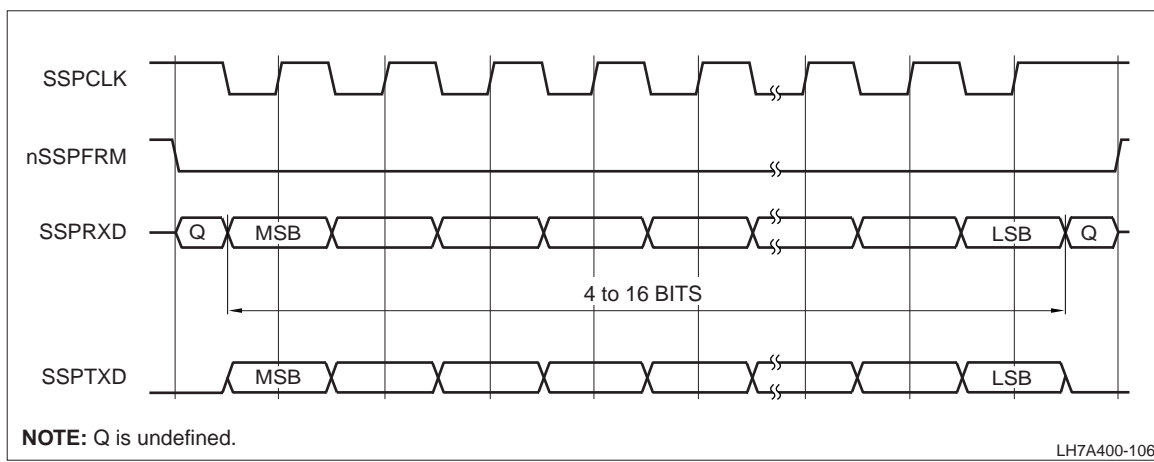 SSPCLK
nSSPFRM
SSPRXD
Q
MSB
LSB
Q
4 to 16 BITS
SSPTXD
MSB
LSB
NOTE: Q is undefined.
LH7A400-106